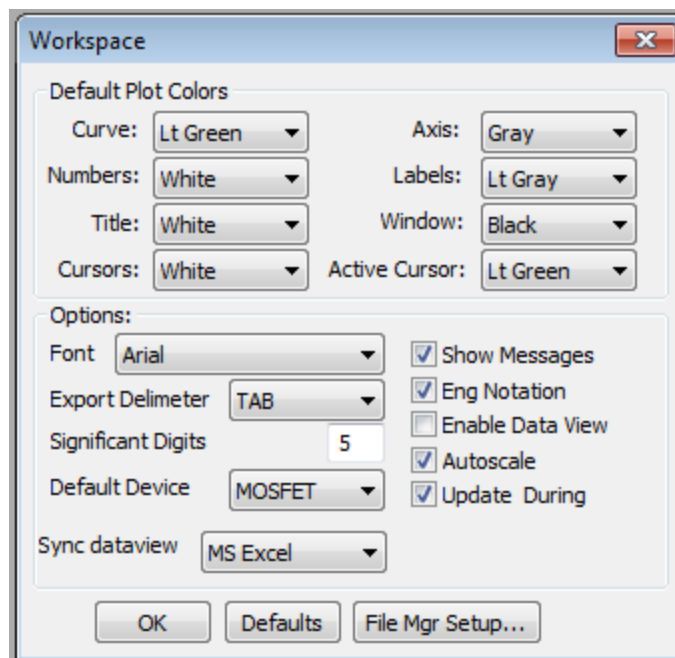 Workspace
Default Plot Colors
Curve: Lt Green Axis: Gray
Numbers: White Labels: Lt Gray
Title: White Window: Black
Cursors: White Active Cursor: Lt Green
Options:
Font Arial Show Messages
Export Delimeter TAB Eng Notation
Enable Data View
Significant Digits 5
Autoscale
Default Device MOSFET Update During
Sync dataview MS Excel
OK Defaults File Mgr Setup...